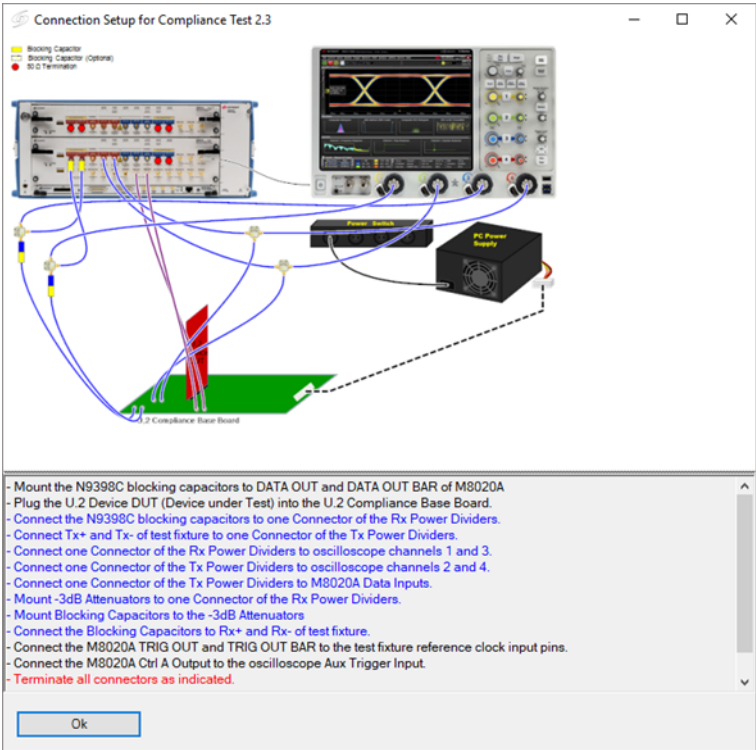 Connection Setup for Compliance Test 2.3
Blocking Capacitor
Blocking Capacitor (Optional)
50 Ω Termination
Power Switch
PC Power
Supply
.2 Compliance Base Board
- Mount the N9398C blocking capacitors to DATA OUT and DATA OUT BAR of M8020A
- Plug the U.2 Device DUT (Device under Test) into the U.2 Compliance Base Board.
- Connect the N9398C blocking capacitors to one Connector of the Rx Power Dividers.
- Connect Tx+ and Tx- of test fixture to one Connector of the Tx Power Dividers.
- Connect one Connector of the Rx Power Dividers to oscilloscope channels 1 and 3.
- Connect one Connector of the Tx Power Dividers to oscilloscope channels 2 and 4.
- Connect one Connector of the Tx Power Dividers to M8020A Data Inputs.
- Mount -3dB Attenuators to one Connector of the Rx Power Dividers.
- Mount Blocking Capacitors to the -3dB Attenuators
- Connect the Blocking Capacitors to Rx+ and Rx- of test fixture.
- Connect the M8020A TRIG OUT and TRIG OUT BAR to the test fixture reference clock input pins.
- Connect the M8020A Ctrl A Output to the oscilloscope Aux Trigger Input.
- Terminate all connectors as indicated.
Ok